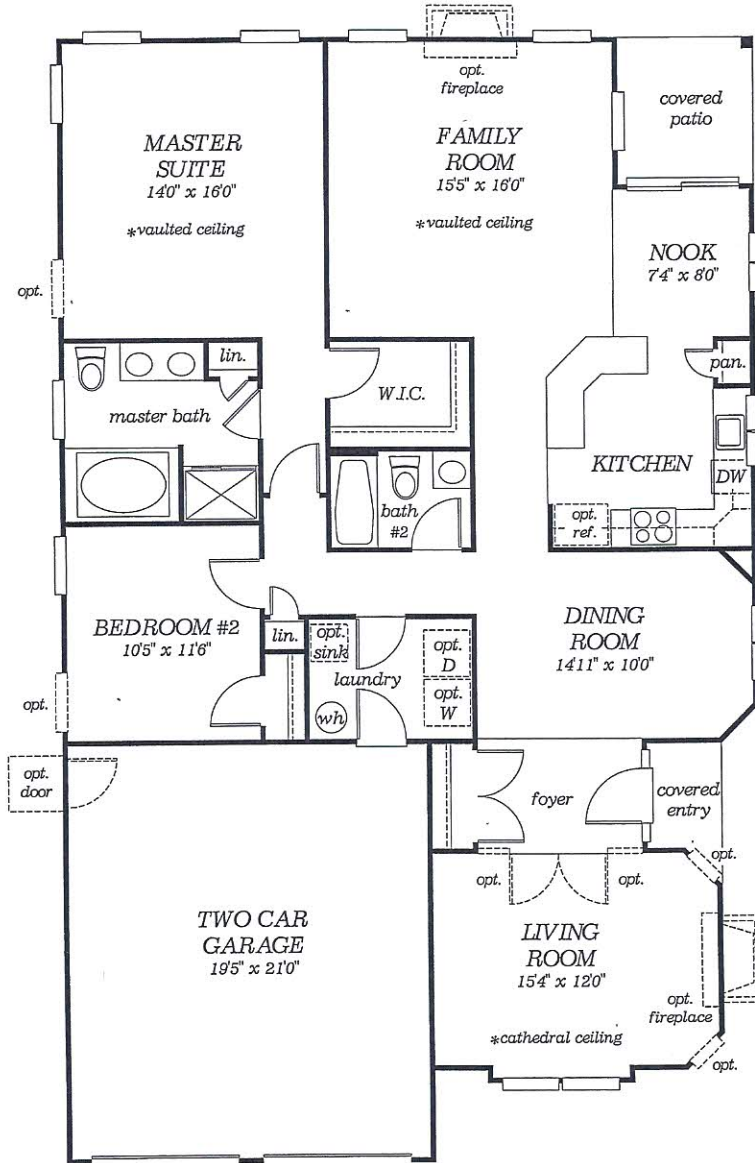 opt.
fireplace
covered
patio
MASTER
SUITE
14'0" x 16'0"
*vaulted ceiling
FAMILY
ROOM
15'5" x 16'0"
*vaulted ceiling
NOOK
7'4" x 8'0"
opt.
lin.
master bath
W.I.C.
pan.
KITCHEN
DW
bath
#2
opt.
ref.
BEDROOM #2
10'5" x 11'6"
lin.
opt.
sink
laundry
opt.
D
opt.
W
wh
DINING
ROOM
14'11" x 10'0"
opt.
opt.
door
foyer
covered
entry
opt.
opt.
opt.
TWO CAR
GARAGE
19'5" x 21'0"
LIVING
ROOM
15'4" x 12'0"
opt.
fireplace
*cathedral ceiling
opt.